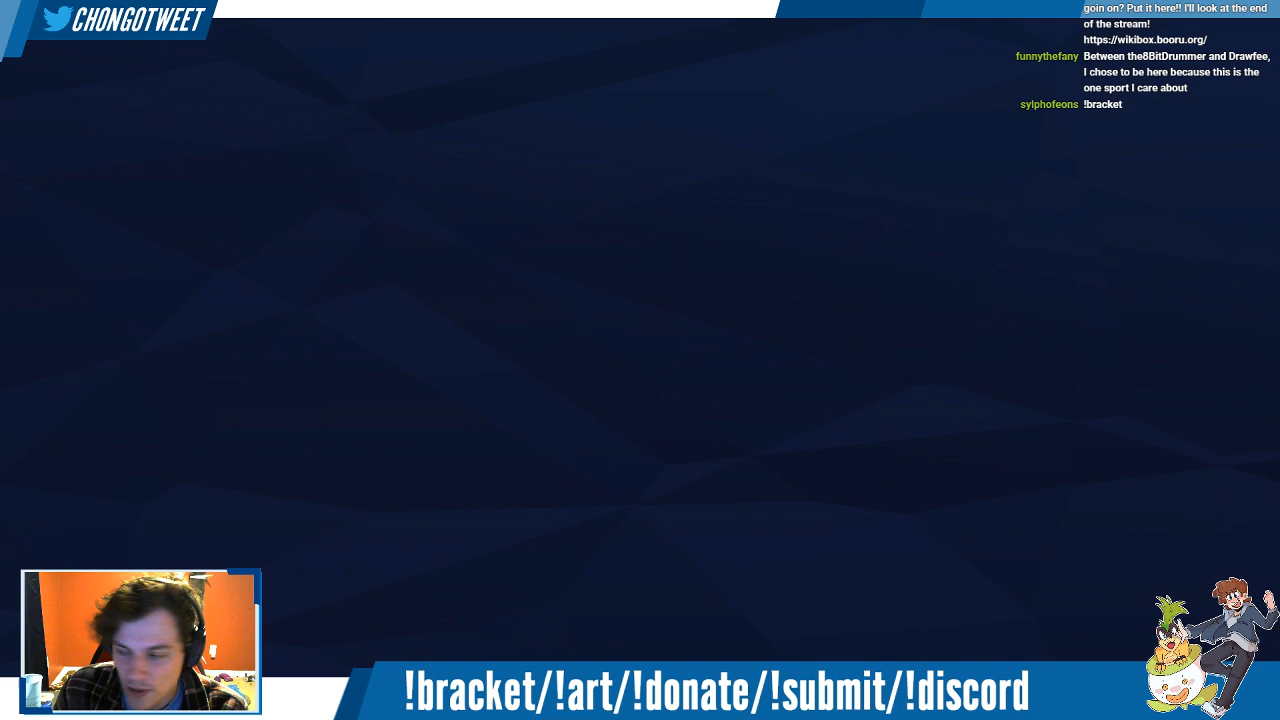 CHONGOTWEET
goin on? Put it here!! I'll look at the end
of the stream!
https://wikibox.booru.org/
funnythefany Between the8BitDrummer and Drawfee,
I chose to be here because this is the
one sport I care about
sylphofeons !bracket
!bracket/!art/!donate/!submit/!discord